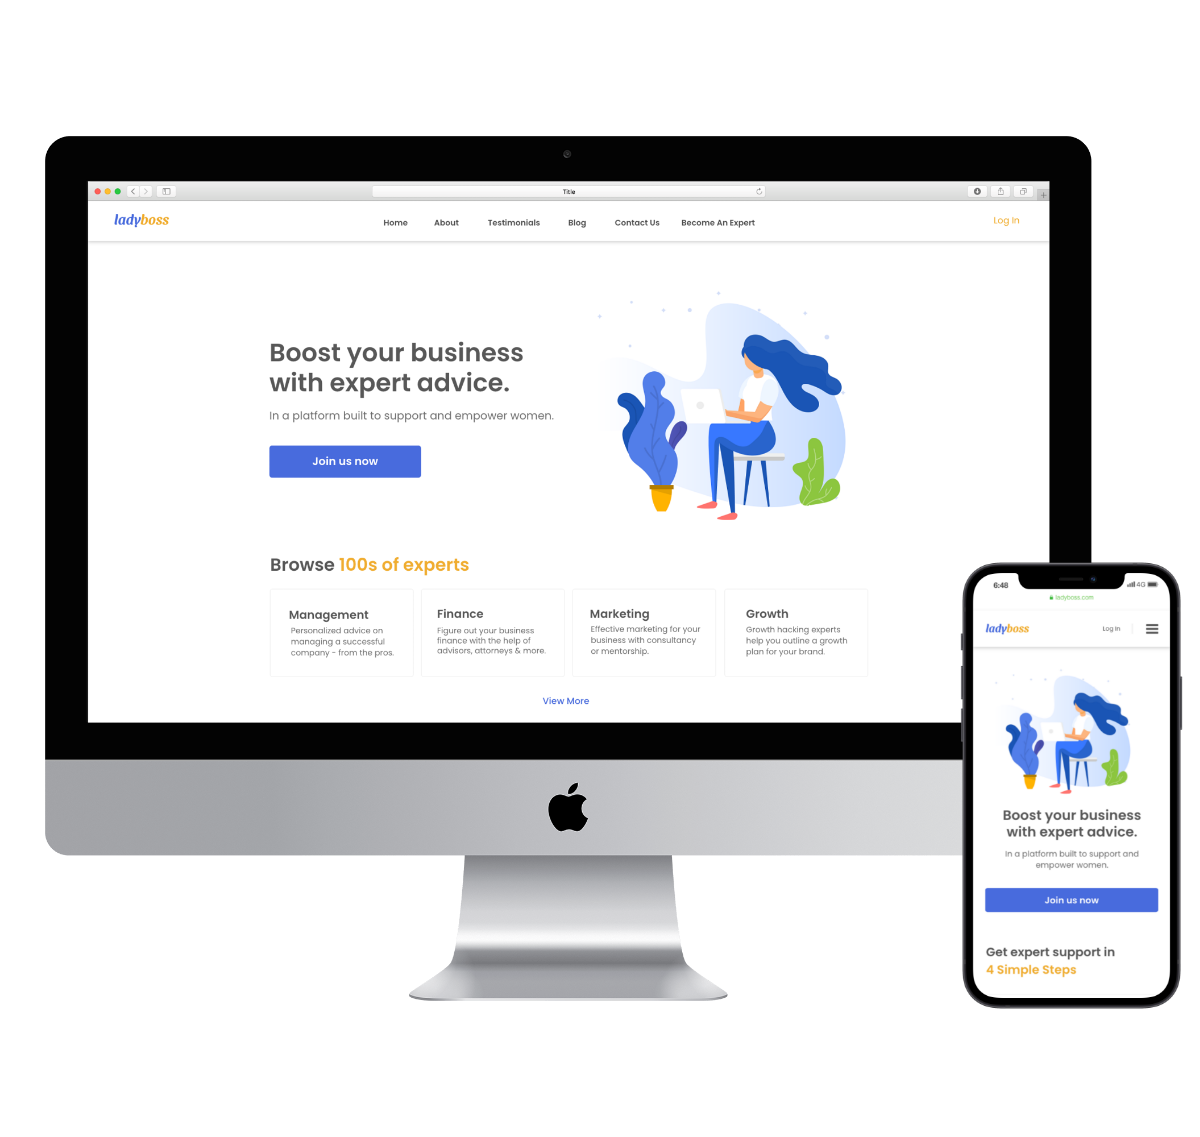 Title
ladyboss
Home About Testimonials Blog Contact Us Become An Expert
Log In
Boost your business
with expert advice.
In a platform built to support and empower women.
Join us now
Browse 100s of experts
Management
Personalized advice on
managing a successful
company - from the pros.
Finance
Figure out your business
finance with the help of
advisors, attorneys & more.
Marketing
Effective marketing for your
business with consultancy
or mentorship.
Growth
Growth hacking experts
help you outline a growth
plan for your brand.
View More
6:48
4G
ladyboss.com
ladyboss
Log In
Boost your business
with expert advice.
In a platform built to support and
empower women.
Join us now
Get expert support in
4 Simple Steps